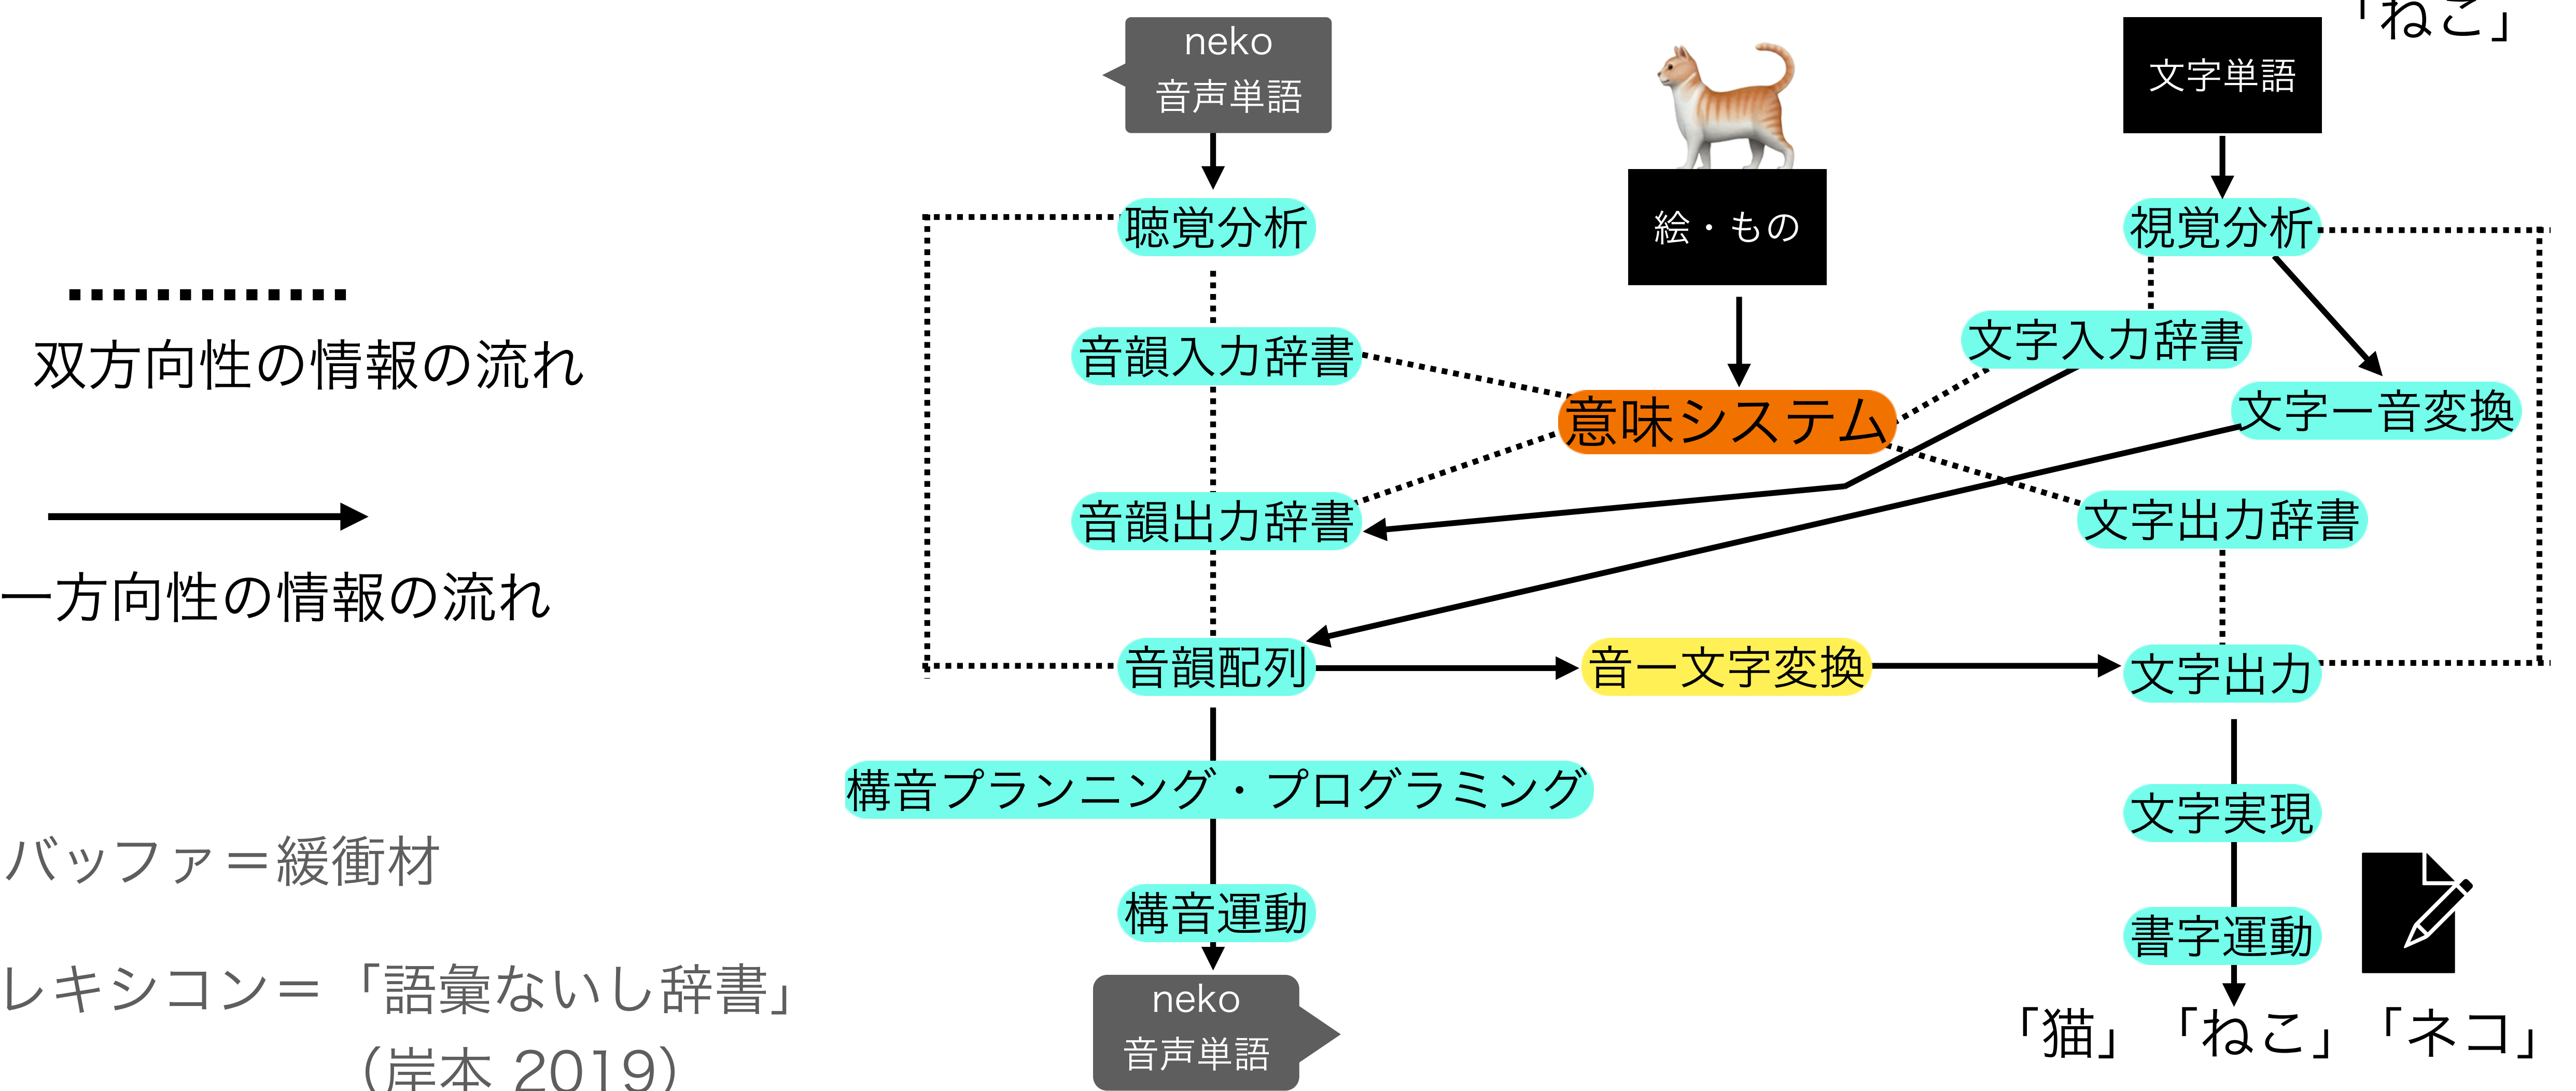 「ねこ」
neko
音声単語
文字単語
絵・もの
聴覚分析
視覚分析
音韻入力辞書
文字入力辞書
双方向性の情報の流れ
意味システム
文字ー音変換
音韻出力辞書
文字出力辞書
一方向性の情報の流れ
音韻配列
音ー文字変換
文字出力
構音プランニング・プログラミング
文字実現
バッファ＝緩衝材
構音運動
書字運動
レキシコン＝「語彙ないし辞書」
（岸本 2019）
neko
音声単語
「猫」「ねこ」「ネコ」